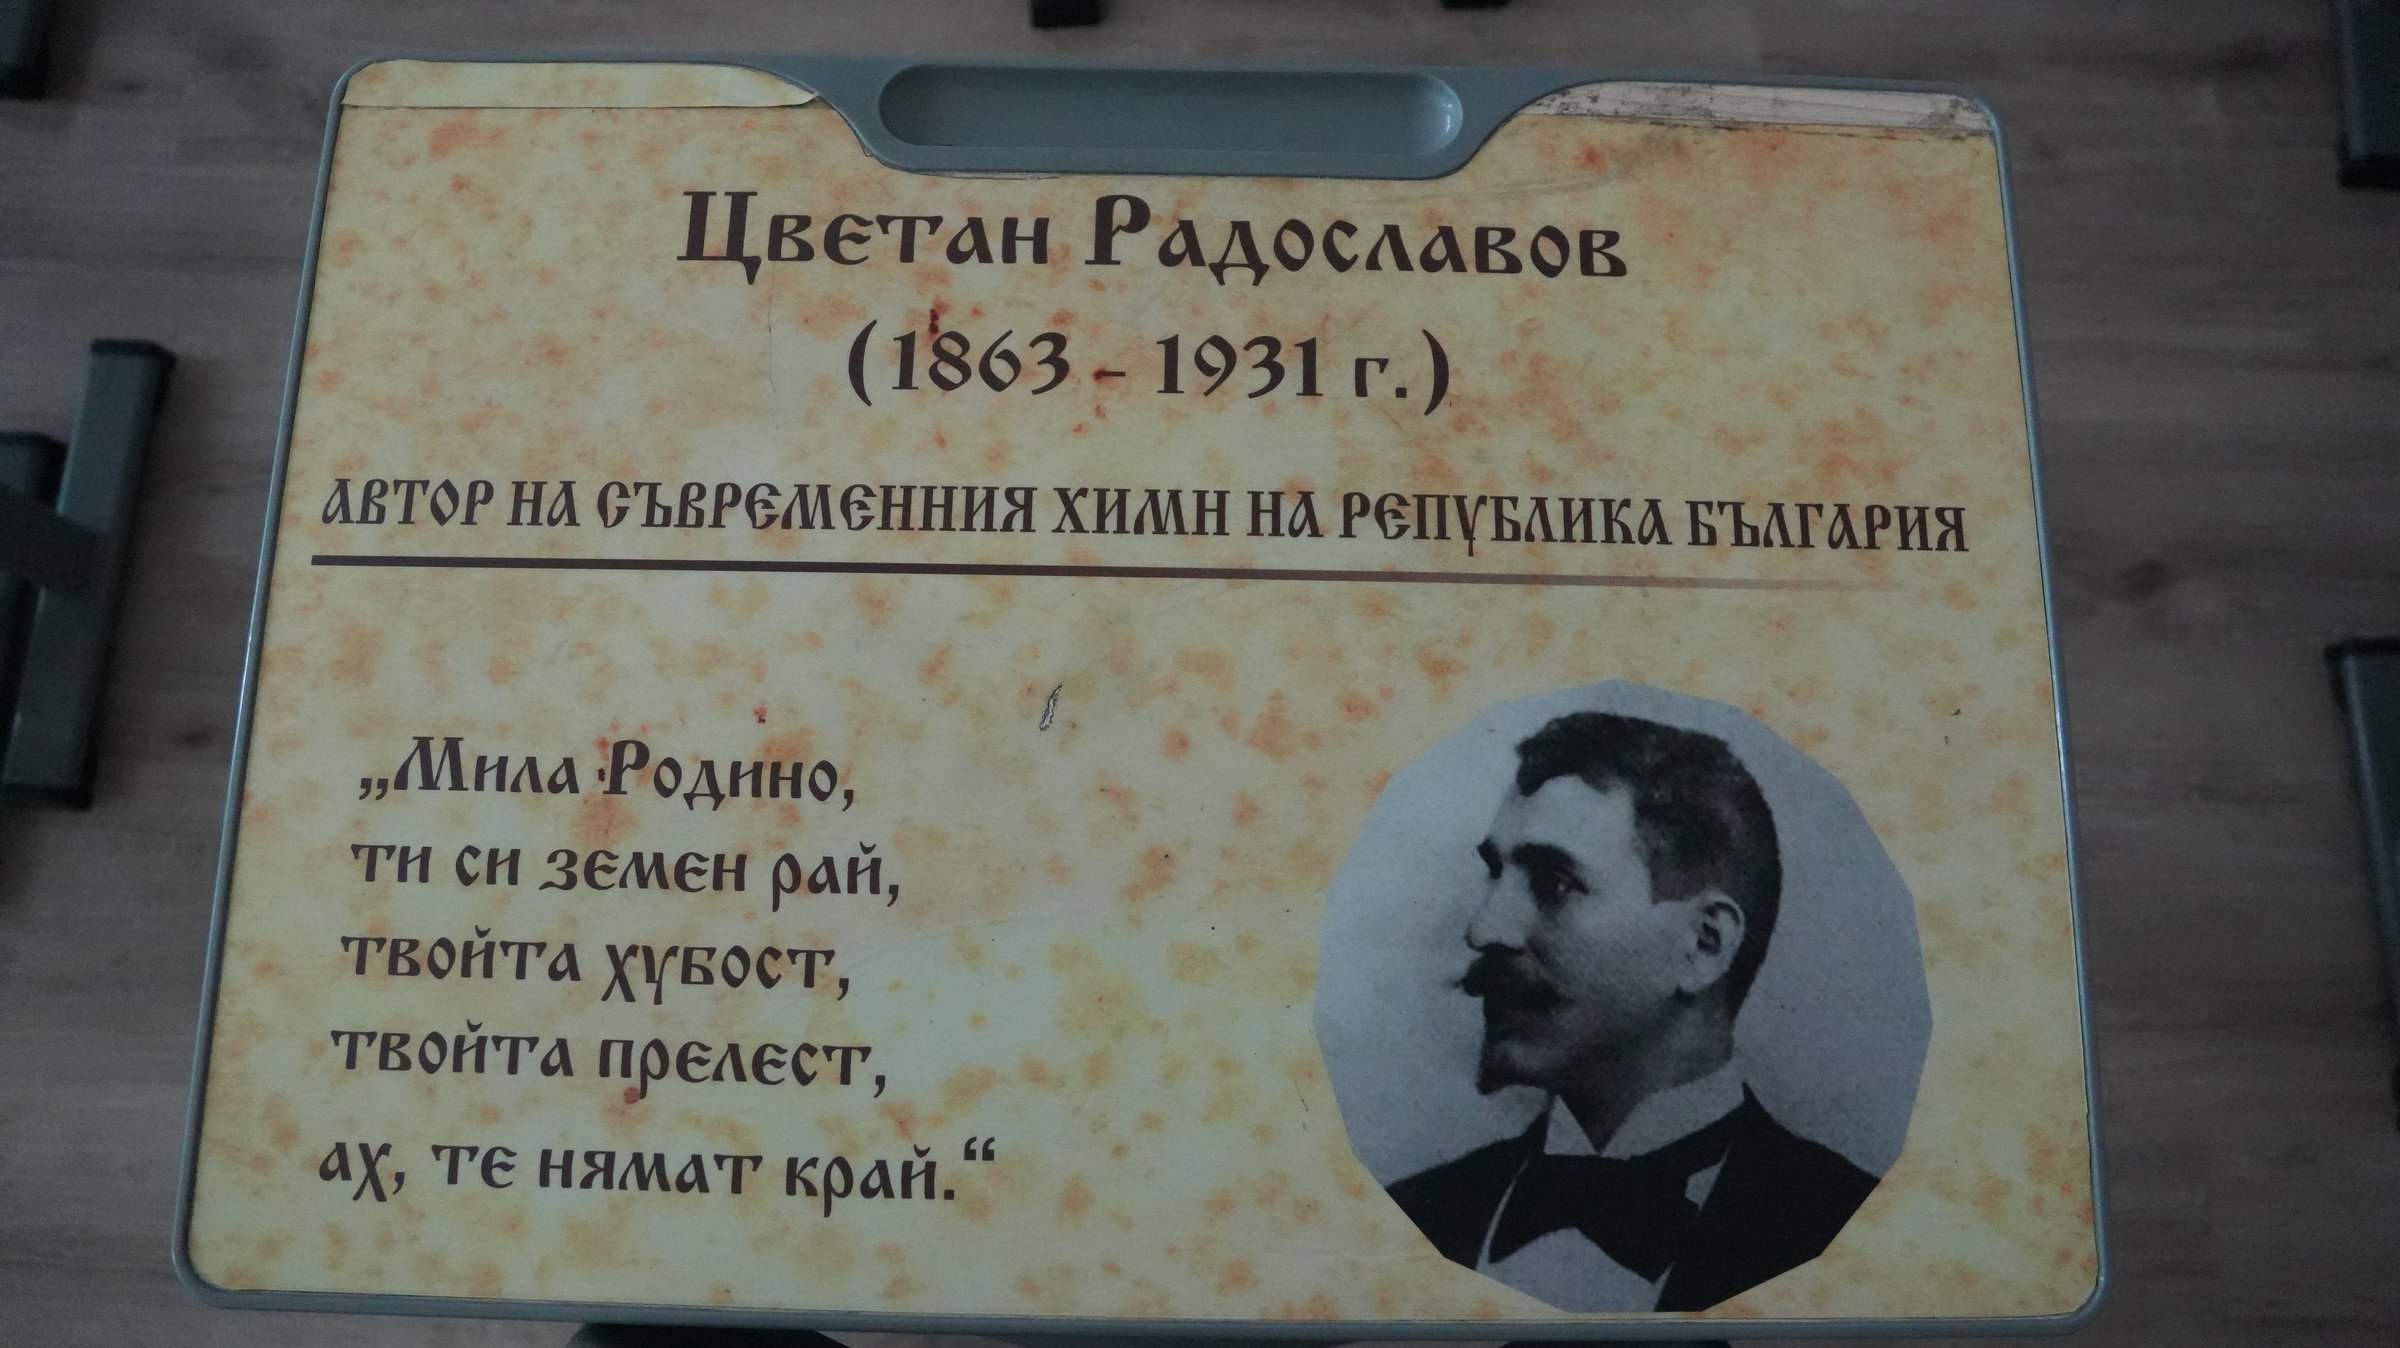 Цветан Радославов
(1863 - 1931 г.)
АВТОР НА СЪВРЕМЕННИЯ ХИМН НА РЕПУБЛИКА БЪЛГАРИЯ
„Мила Родино,
ти си земен рай,
твойта хубост,
твойта прелест,
ах, те нямат край.“